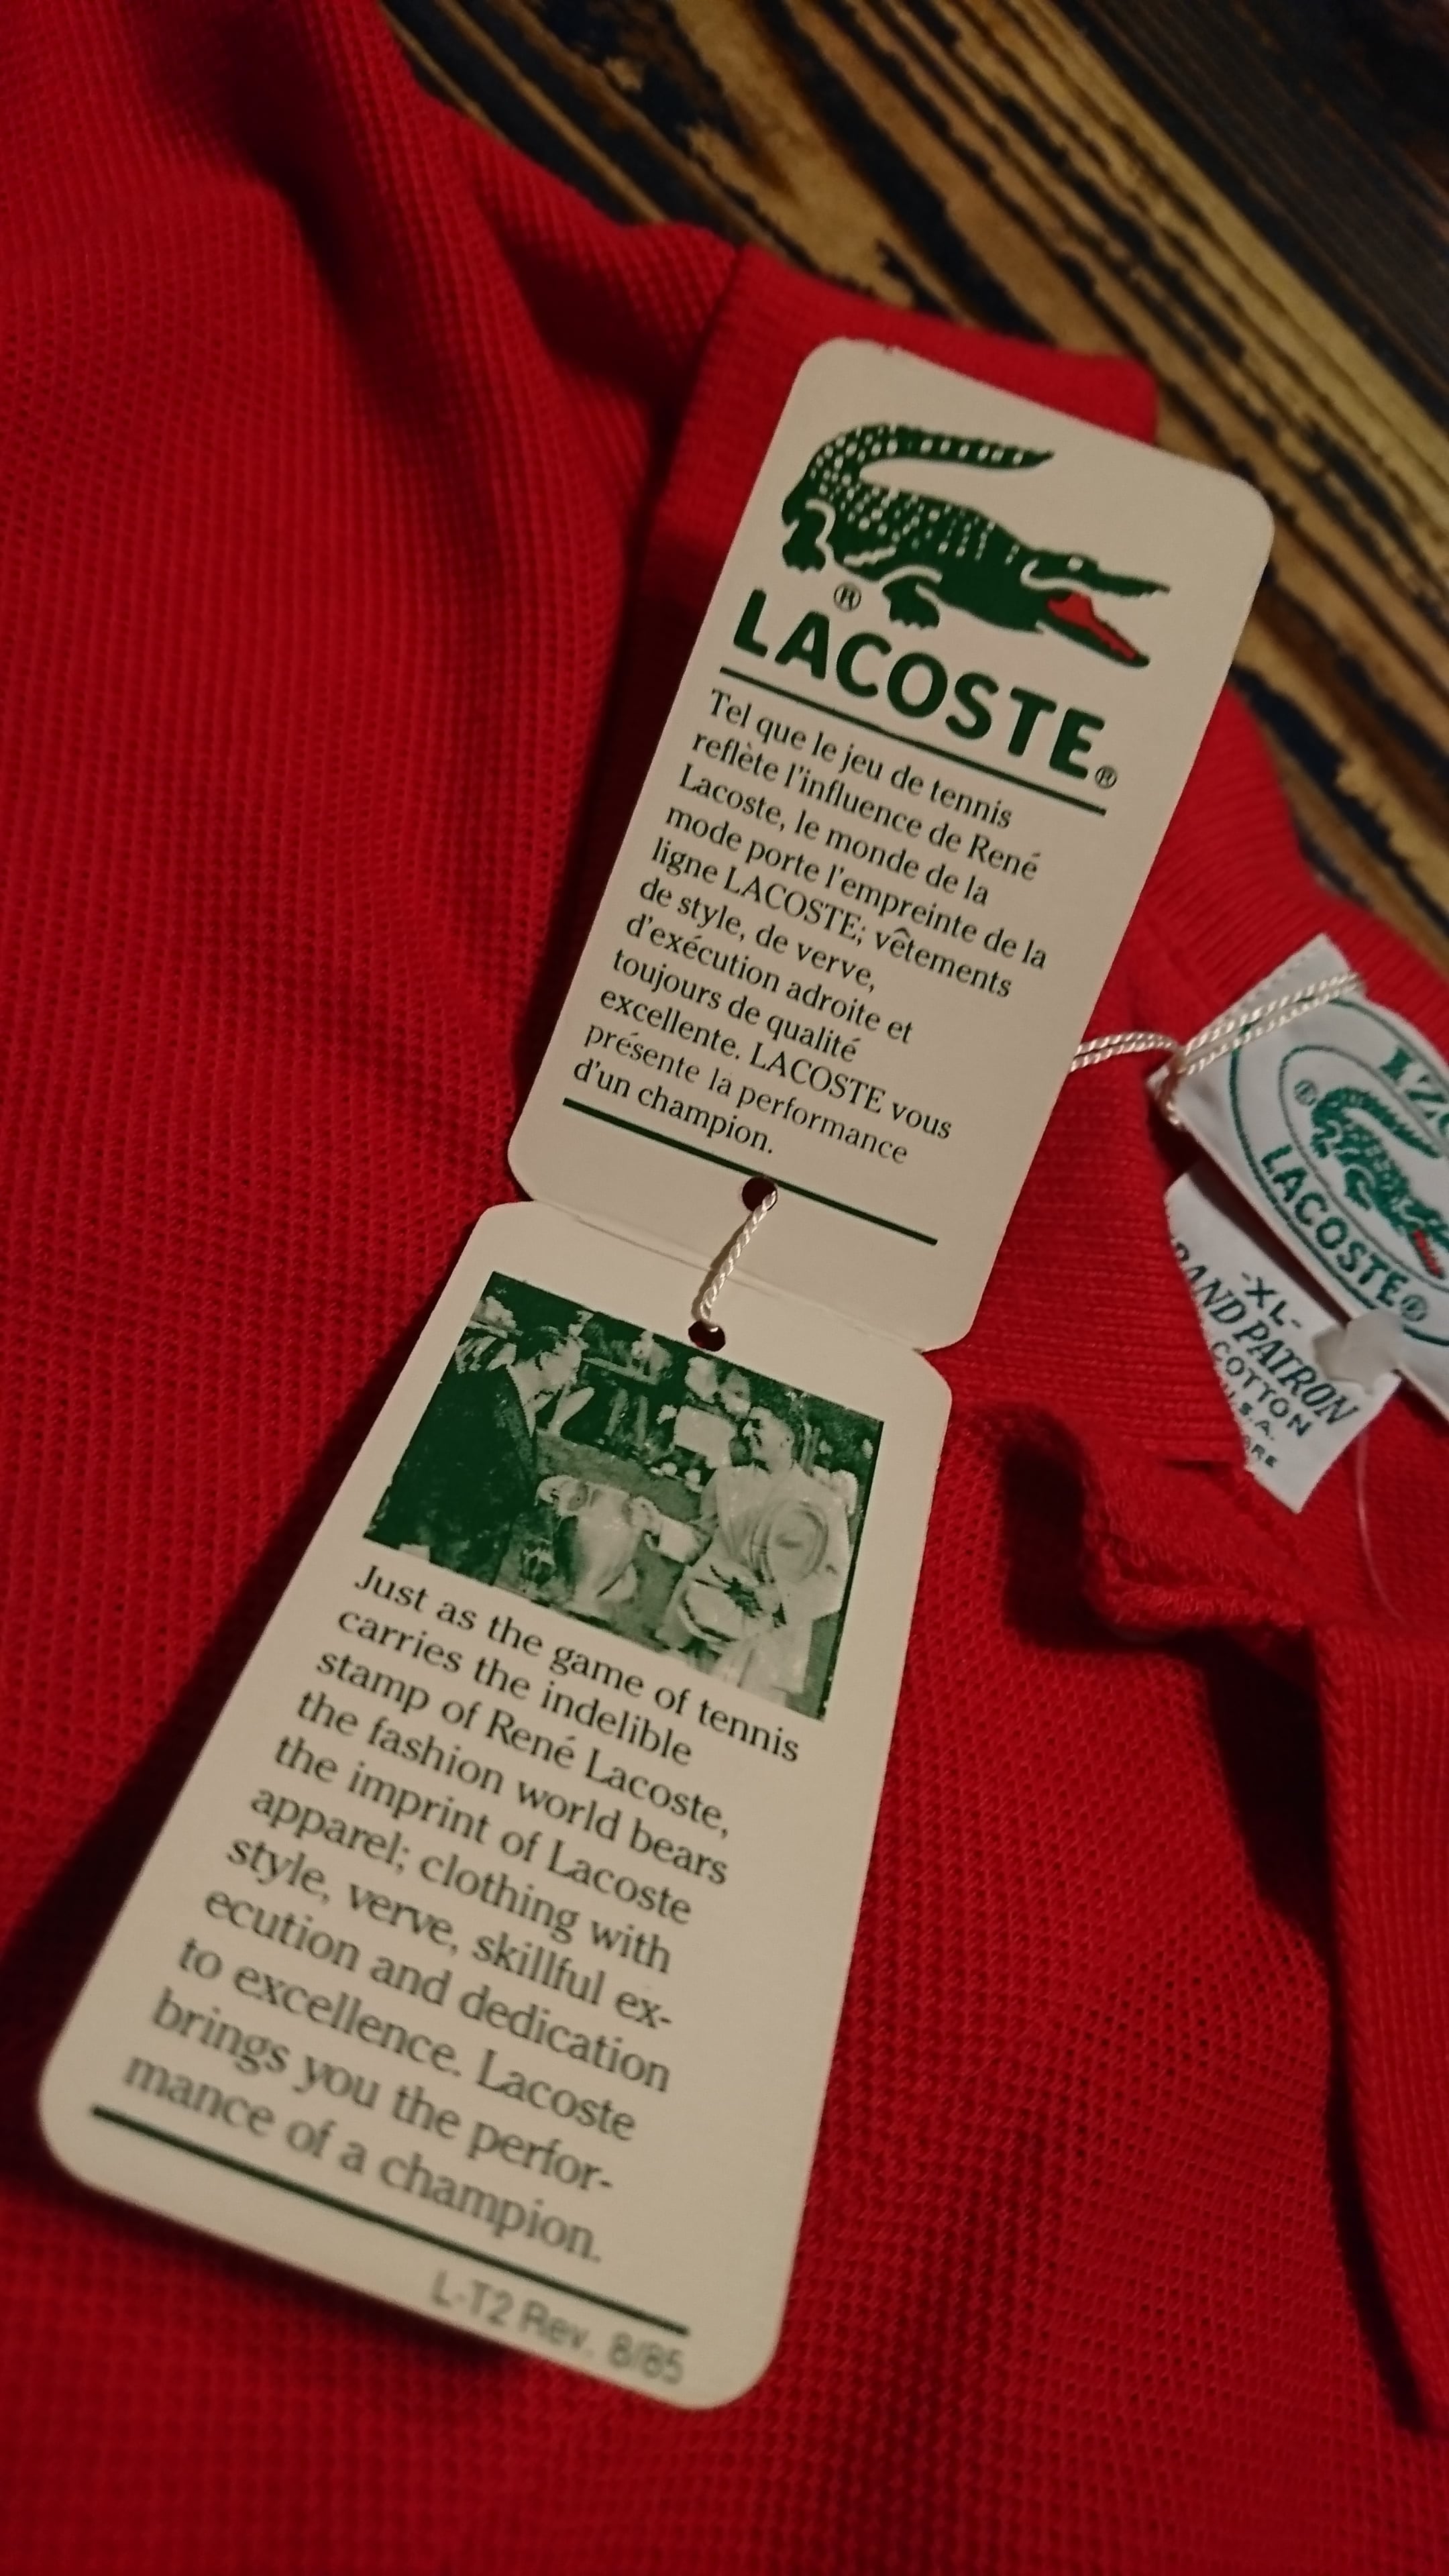 ®
LACOSTE®
Tel que le jeu de tennis
reflète l'influence de René
Lacoste, le monde de la
mode porte l'empreinte de la
ligne LACOSTE; vêtements
de style, de verve,
d'exécution adroite et
toujours de qualité
excellente. LACOSTE vous
présente la performance
d'un champion.
Just as the game of tennis
carries the indelible
stamp of René Lacoste,
the fashion world bears
the imprint of Lacoste
apparel; clothing with
style, verve, skillful ex-
ecution and dedication
to excellence. Lacoste
brings you the perfor-
mance of a champion.
L-T2 Rev. 8/85
®
LACOSTE®
-XL-
PATRON
COTTON